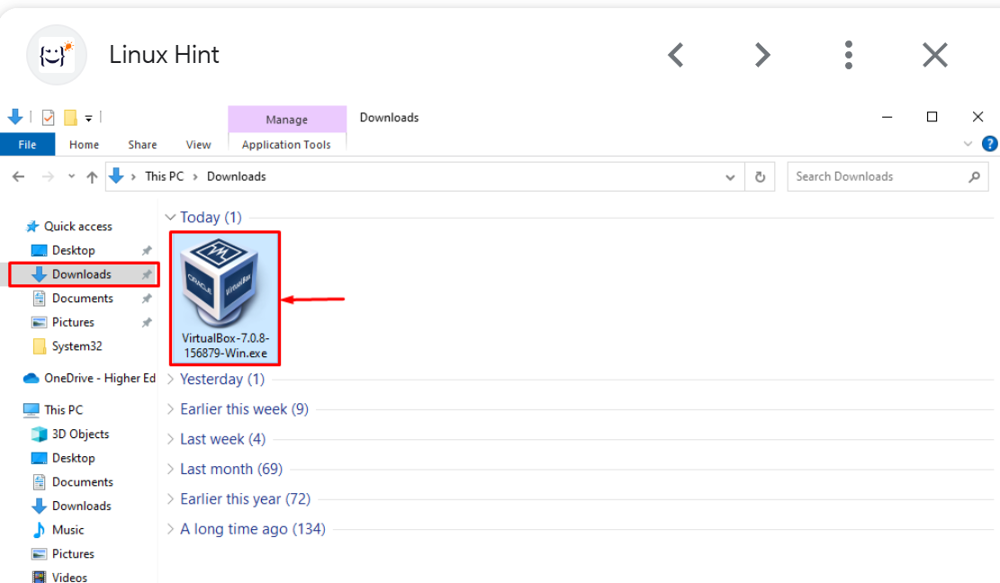 Linux Hint
Manage
Downloads
File
Home
Share
View
Application Tools
?
This PC
Downloads
Search Downloads
Quick access
Desktop
Downloads
Documents
Pictures
System32
OneDrive - Higher Ed
This PC
3D Objects
Desktop
Documents
Downloads
Music
Pictures
Videos
Today (1)
ORACLE
VirtualBox
VirtualBox-7.0.8-
156879-Win.exe
Yesterday (1)
Earlier this week (9)
Last week (4)
Last month (69)
Earlier this year (72)
A long time ago (134)